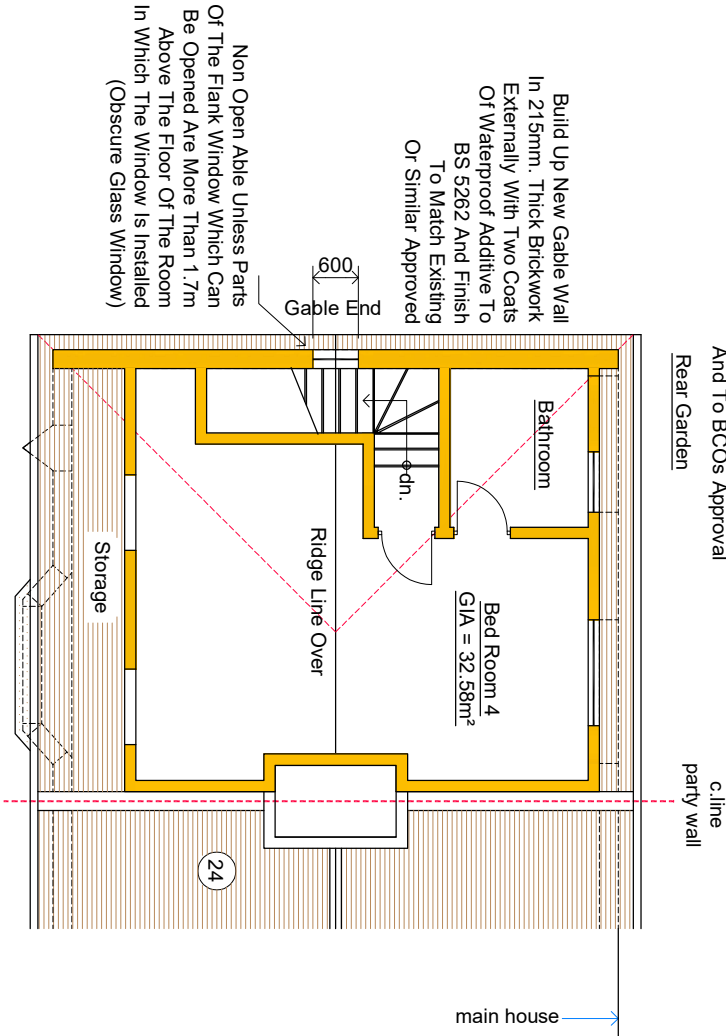 And To BCOs Approval
Rear Garden
Build Up New Gable Wall
In 215mm. Thick Brickwork
Externally With Two Coats
Of Waterproof Additive To
BS 5262 And Finish
To Match Existing
Or Similar Approved
Non Open Able Unless Parts
Of The Flank Window Which Can
Be Opened Are More Than 1.7m
Above The Floor Of The Room
In Which The Window Is Installed
(Obscure Glass Window)
600
Gable End
Bathroom
dn.
Bed Room 4
GIA = 32.58m²
Ridge Line Over
Storage
c.line
party wall
24
main house